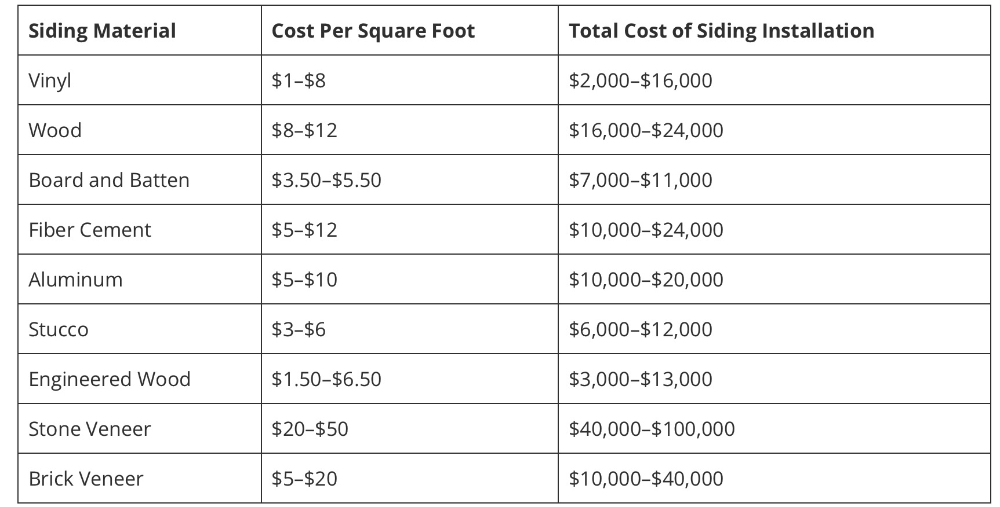 Siding Material Cost Per Square Foot Total Cost of Siding Installation
Vinyl $1–$8 $2,000–$16,000
Wood $8–$12 $16,000–$24,000
Board and Batten $3.50–$5.50 $7,000–$11,000
Fiber Cement $5–$12 $10,000–$24,000
Aluminum $5–$10 $10,000–$20,000
Stucco $3–$6 $6,000–$12,000
Engineered Wood $1.50–$6.50 $3,000–$13,000
Stone Veneer $20–$50 $40,000–$100,000
Brick Veneer $5–$20 $10,000–$40,000